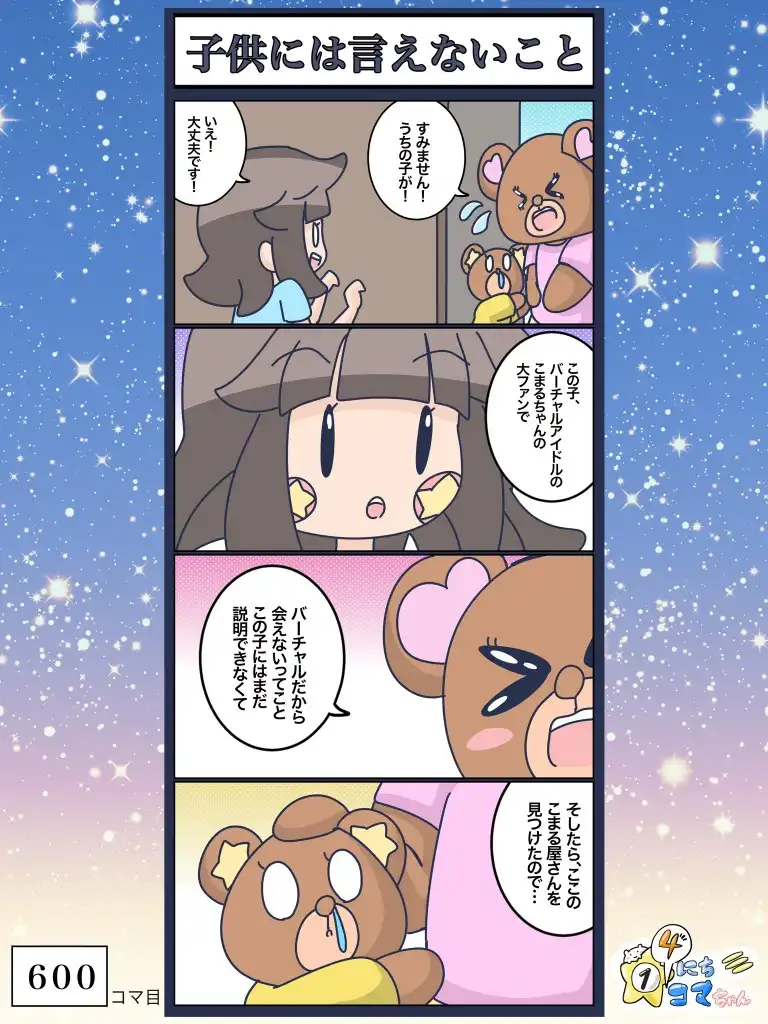 子供には言えないこと
すみません！
うちの子が！
いえ！
大丈夫です！
この子、
バーチャルアイドルの
こまるちゃんの
大ファンで
バーチャルだから
会えないってこと
この子にはまだ
説明できなくて
そしたら、ここの
こまる屋さんを
見つけたので…
600
コマ目
1
にち
4
コマ
ちゃん